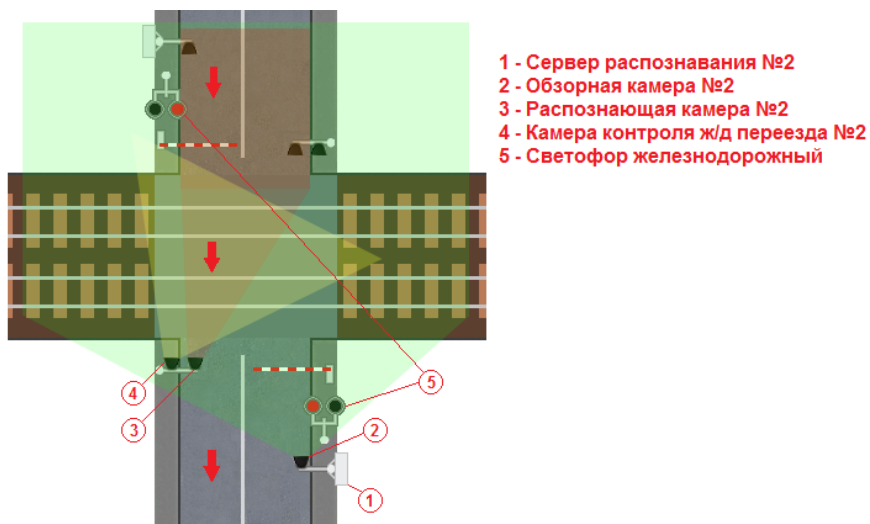 1 - Сервер распознавания №2
2 - Обзорная камера №2
3 - Распознающая камера №2
4 - Камера контроля ж/д переезда №2
5 - Светофор железнодорожный
4
5
3
2
1